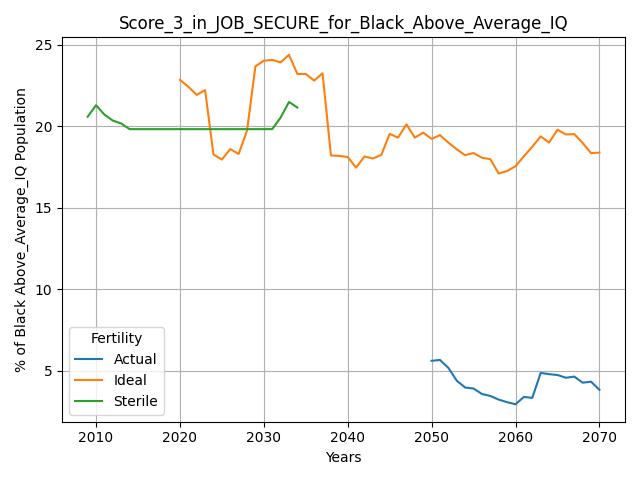 Score_3_in_JOB_SECURE_for_Black_Above_Average_IQ
% of Black Above_Average_IQ Population
25
20
15
10
5
Fertility
Actual
Ideal
Sterile
2010 2020 2030 2040 2050 2060 2070
Years